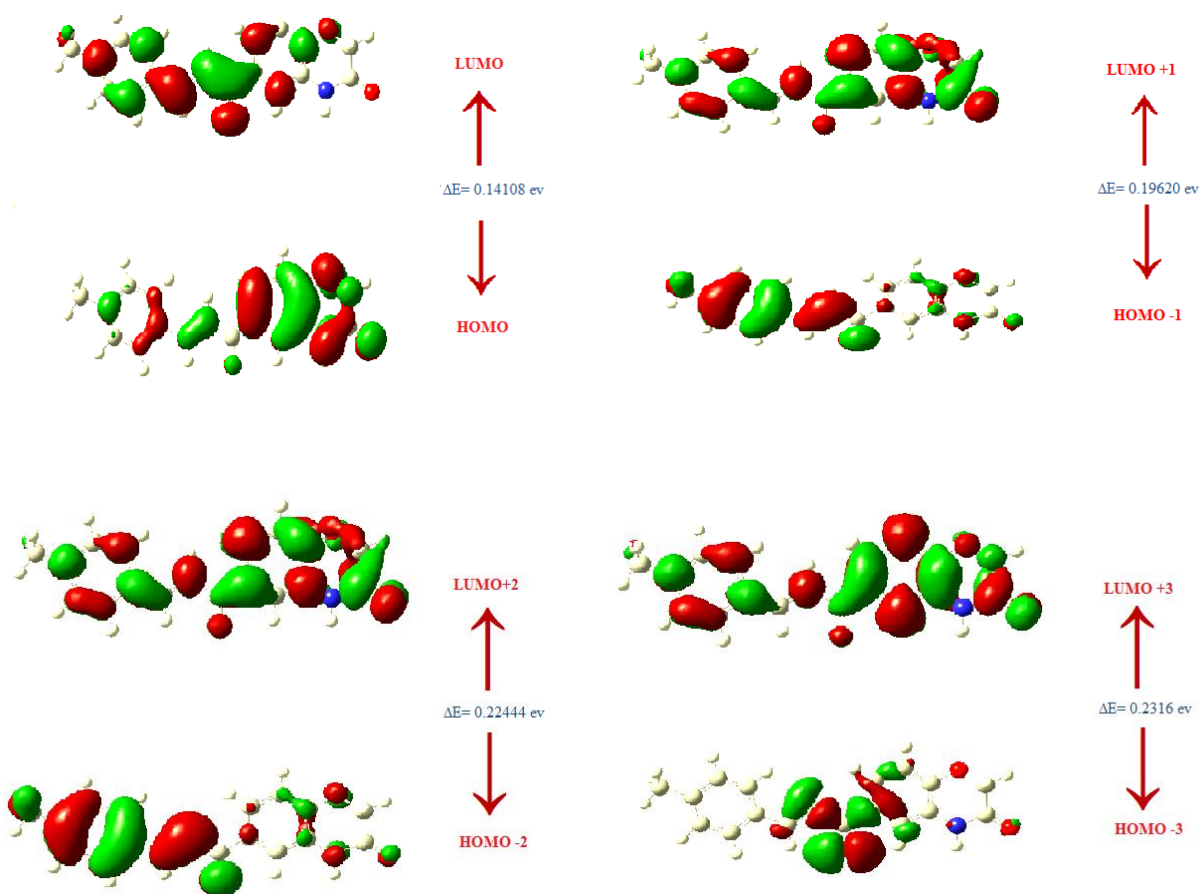 LUMO
ΔE= 0.14108 ev
HOMO
LUMO +1
ΔE= 0.19620 ev
HOMO -1
LUMO+2
ΔE= 0.22444 ev
HOMO -2
LUMO +3
ΔE= 0.2316 ev
HOMO -3